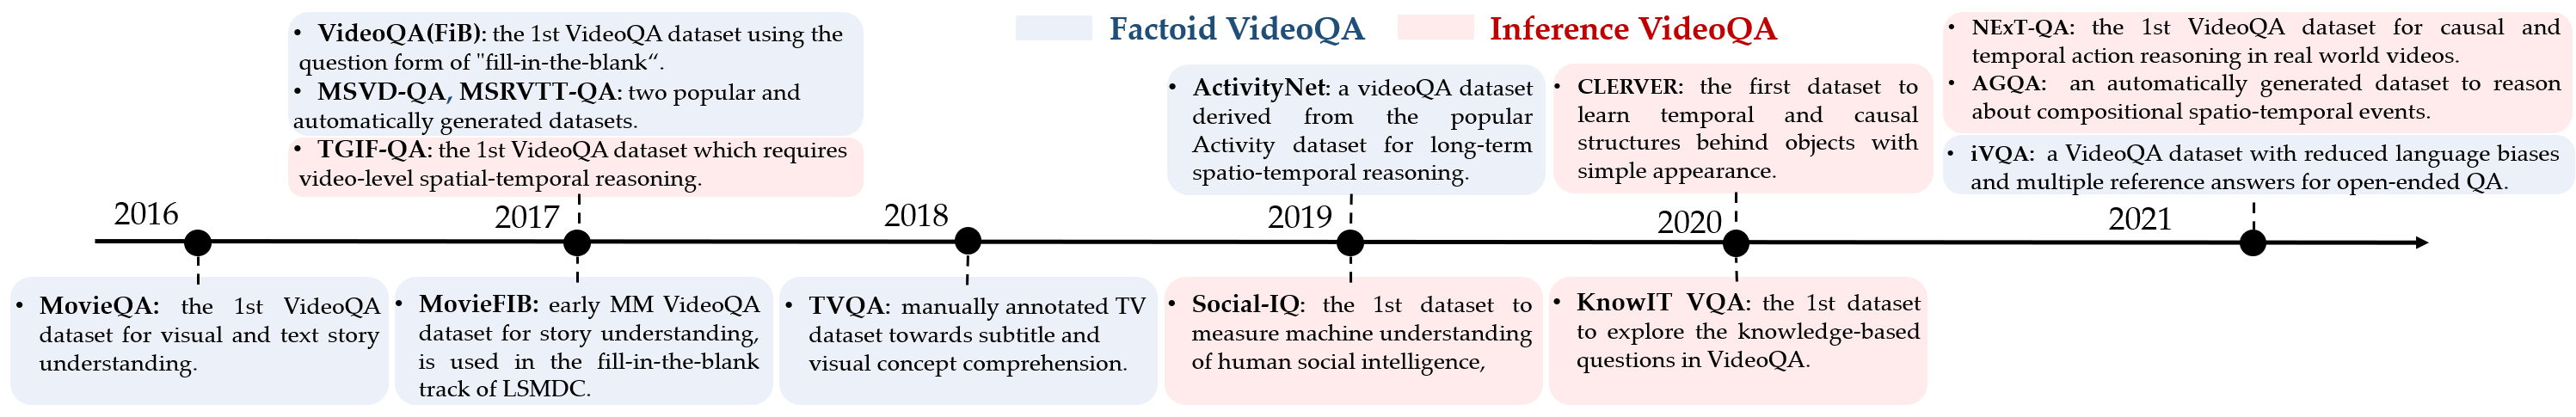 Factoid VideoQA
Inference VideoQA
• VideoQA(FiB): the 1st VideoQA dataset using the
question form of "fill-in-the-blank“.
• MSVD-QA, MSRVTT-QA: two popular and
automatically generated datasets.
• TGIF-QA: the 1st VideoQA dataset which requires
video-level spatial-temporal reasoning.
• ActivityNet: a videoQA dataset
derived from the popular
Activity dataset for long-term
spatio-temporal reasoning.
• CLERVER: the first dataset to
learn temporal and causal
structures behind objects with
simple appearance.
• NExT-QA: the 1st VideoQA dataset for causal and
temporal action reasoning in real world videos.
• AGQA: an automatically generated dataset to reason
about compositional spatio-temporal events.
• iVQA: a VideoQA dataset with reduced language biases
and multiple reference answers for open-ended QA.
2016
2017
2018
2019
2020
2021
• MovieQA: the 1st VideoQA
dataset for visual and text story
understanding.
• MovieFIB: early MM VideoQA
dataset for story understanding,
is used in the fill-in-the-blank
track of LSMDC.
• TVQA: manually annotated TV
dataset towards subtitle and
visual concept comprehension.
• Social-IQ: the 1st dataset to
measure machine understanding
of human social intelligence,
• KnowIT VQA: the 1st dataset
to explore the knowledge-based
questions in VideoQA.